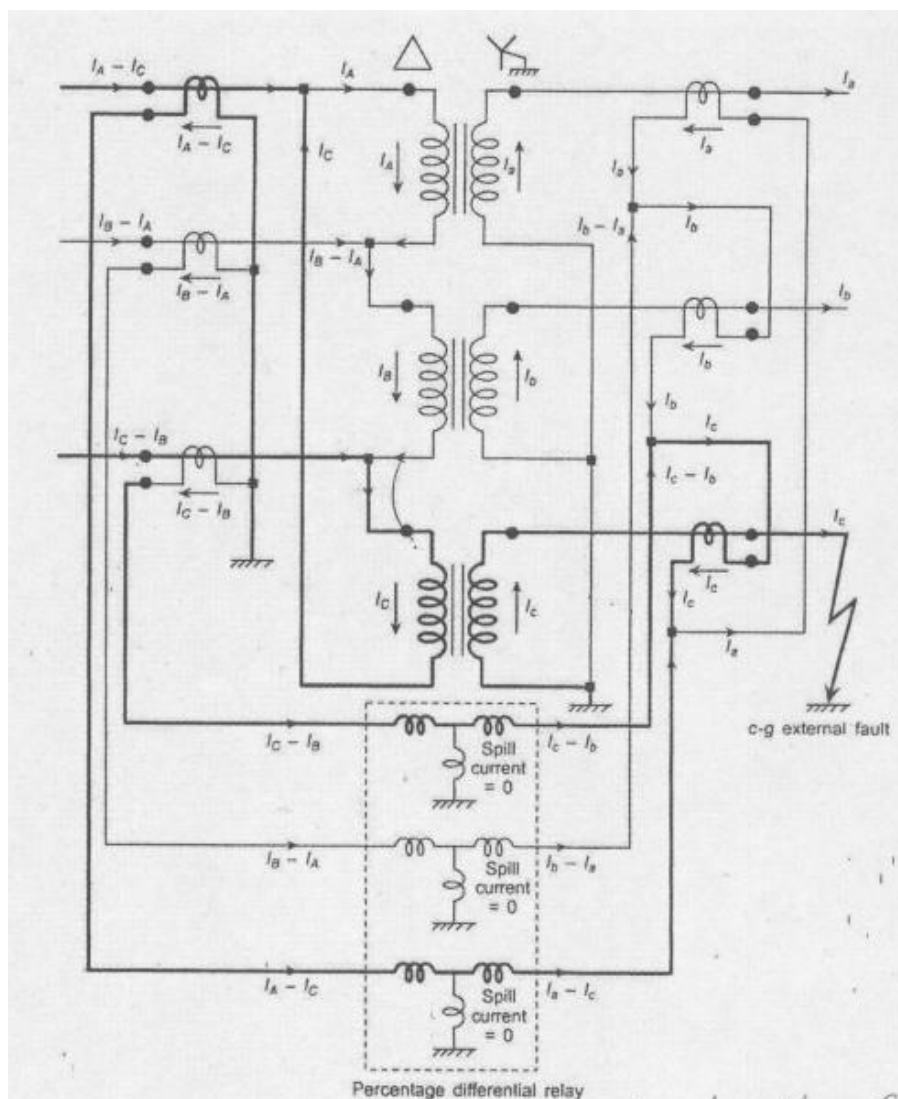 I_A – I_C
I_A
I_a
I_A – I_C
I_C
I_A
I_a
I_a
I_a
I_B – I_A
I_B – I_A
I_b – I_a
I_b
I_B – I_A
I_b
I_B
I_b
I_b
I_b
I_C – I_B
I_c
I_c – I_b
I_C – I_B
I_c
I_C
I_c
I_c
I_c
I_a
c-g external fault
I_C – I_B
Spill
current
= 0
I_c – I_b
I_B – I_A
Spill
current
= 0
I_b – I_a
I_A – I_C
Spill
current
= 0
I_a – I_c
Percentage differential relay